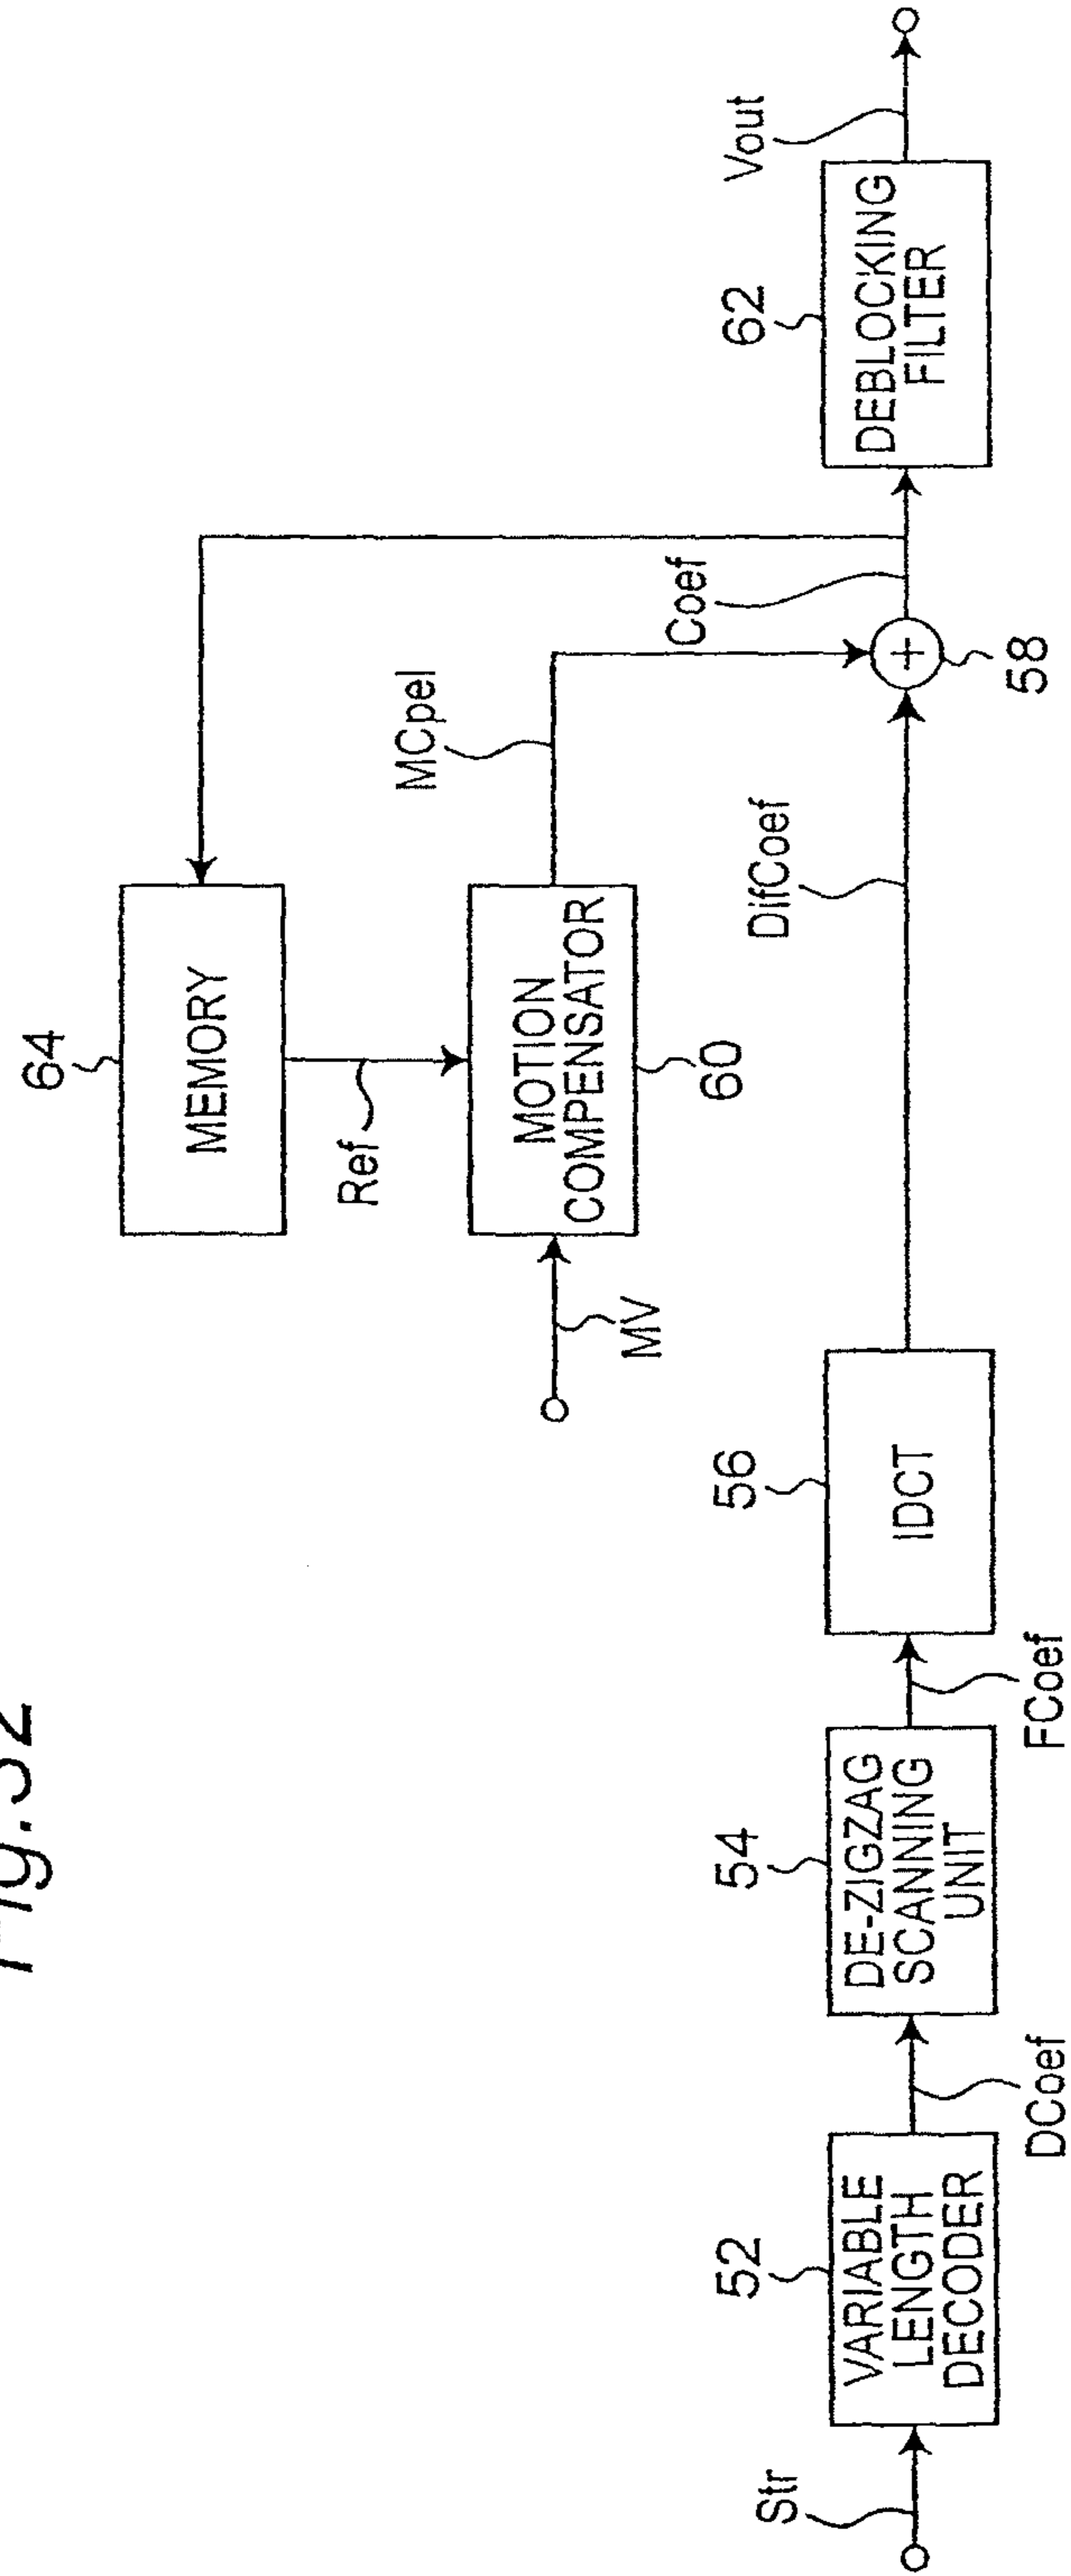 Fig.32
64
MEMORY
Ref
MV
MOTION
COMPENSATOR
60
MCpel
Coef
Str
52
VARIABLE
LENGTH
DECODER
DCoef
54
DE-ZIGZAG
SCANNING
UNIT
FCoef
56
IDCT
DifCoef
+
58
62
DEBLOCKING
FILTER
Vout